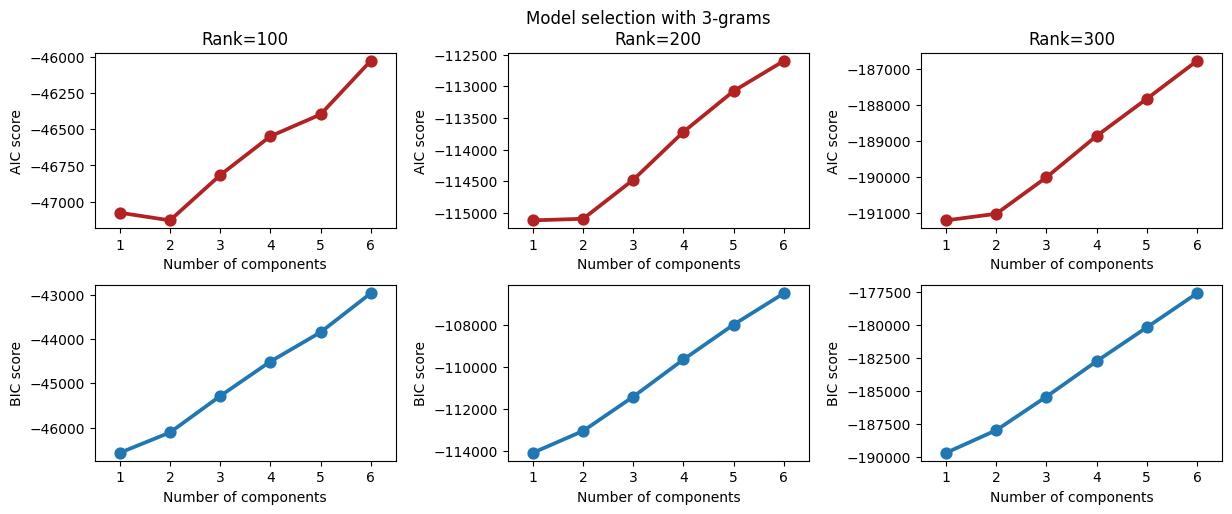 Model selection with 3-grams
Rank=100
−46000
−46250
−46500
−46750
−47000
AIC score
1 2 3 4 5 6
Number of components
Rank=200
−112500
−113000
−113500
−114000
−114500
−115000
AIC score
1 2 3 4 5 6
Number of components
Rank=300
−187000
−188000
−189000
−190000
−191000
AIC score
1 2 3 4 5 6
Number of components
−43000
−44000
−45000
−46000
BIC score
1 2 3 4 5 6
Number of components
−108000
−110000
−112000
−114000
BIC score
1 2 3 4 5 6
Number of components
−177500
−180000
−182500
−185000
−187500
−190000
BIC score
1 2 3 4 5 6
Number of components